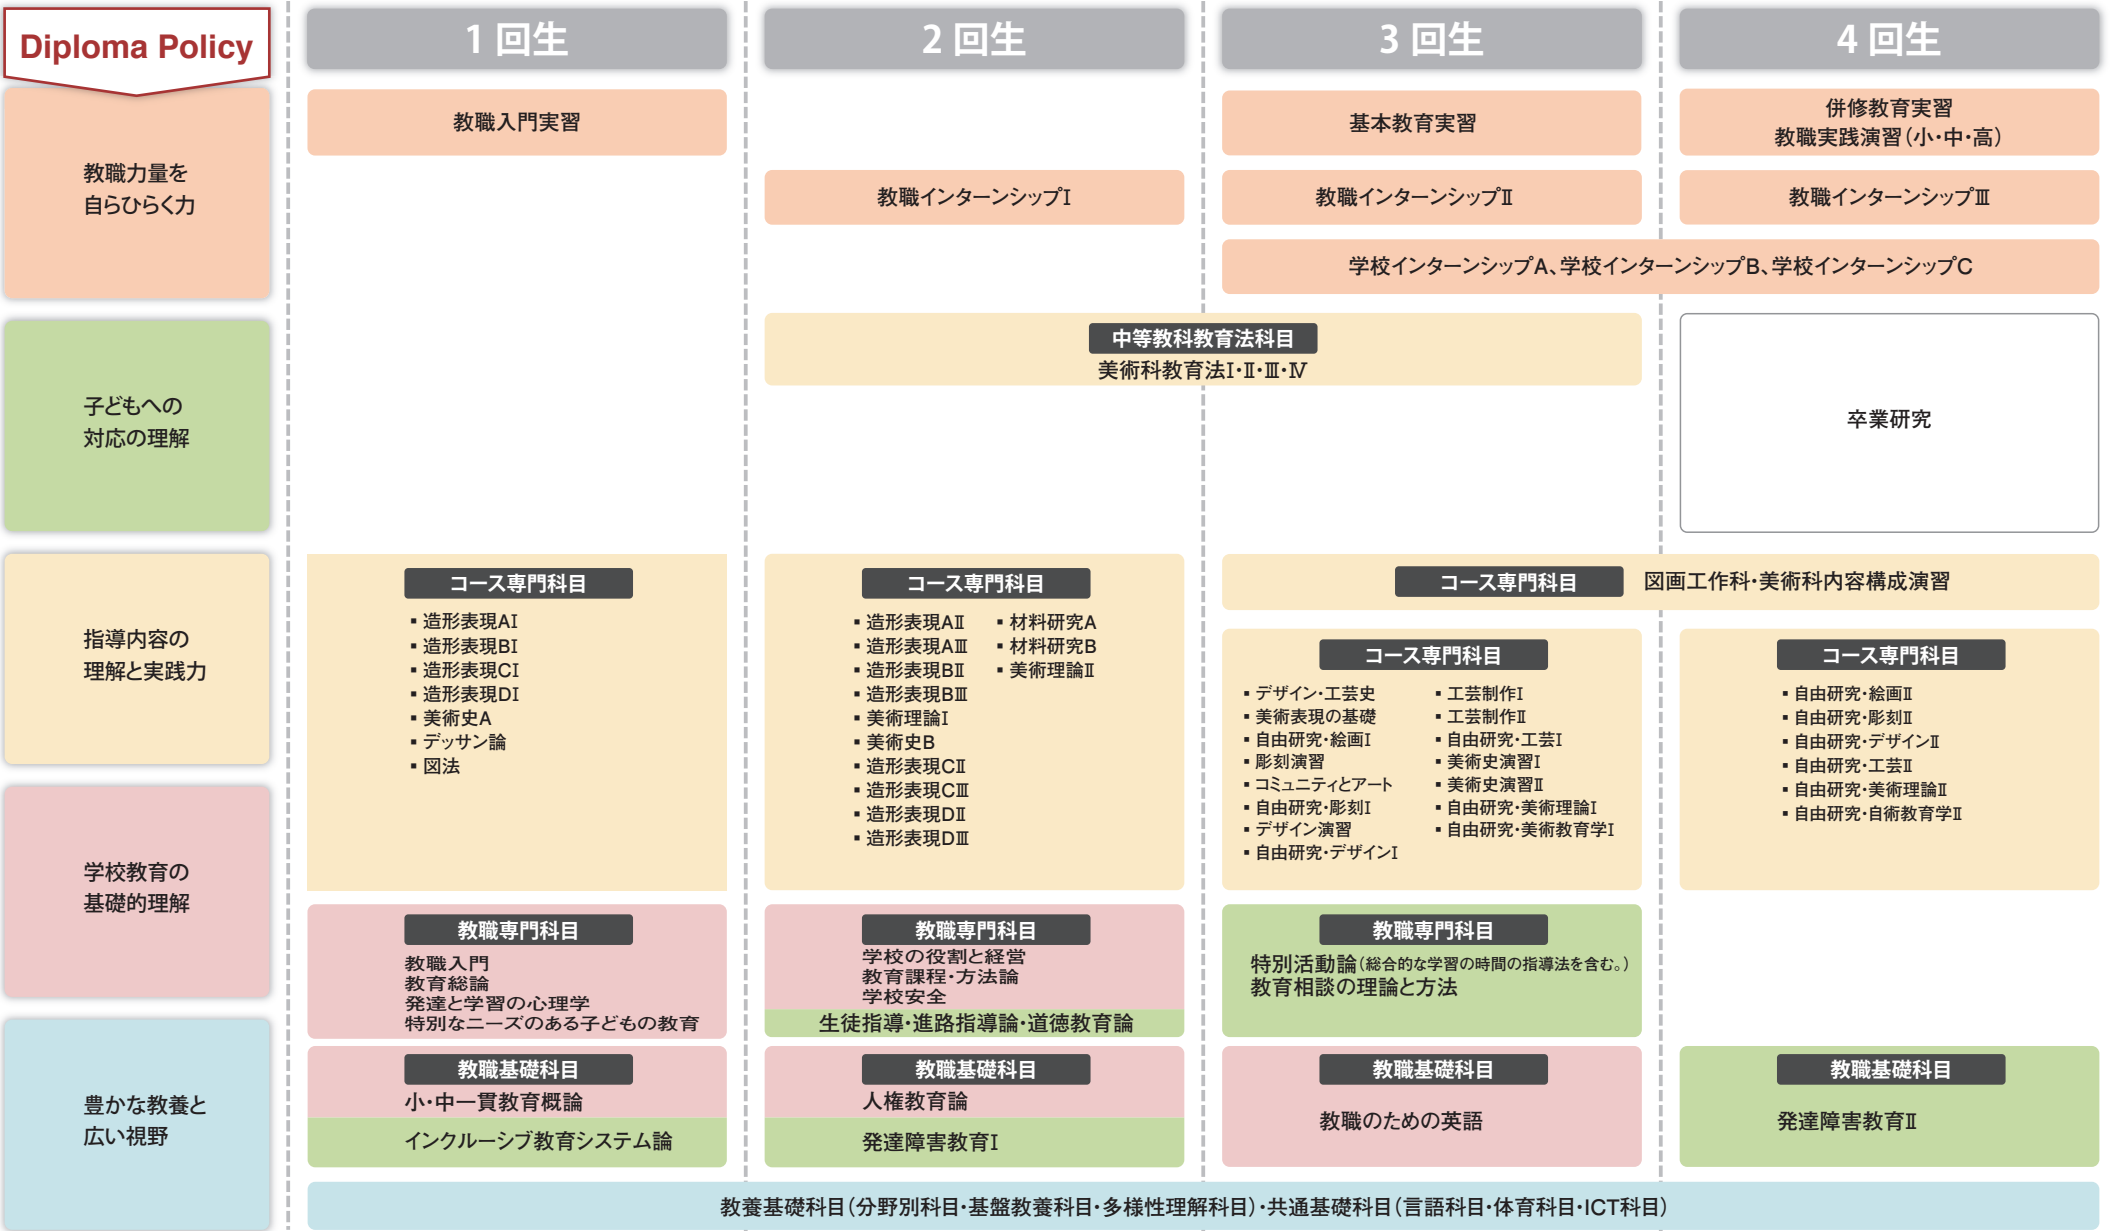 Diploma Policy
1 回生
2 回生
3 回生
4 回生
教職力量を
自らひらく力
教職入門実習
基本教育実習
併修教育実習
教職実践演習(小・中・高)
教職インターンシップⅠ
教職インターンシップⅡ
教職インターンシップⅢ
学校インターンシップA、学校インターンシップB、学校インターンシップC
子どもへの
対応の理解
中等教科教育法科目
美術科教育法Ⅰ・Ⅱ・Ⅲ・Ⅳ
卒業研究
指導内容の
理解と実践力
コース専門科目
▪ 造形表現AⅠ
▪ 造形表現BⅠ
▪ 造形表現CⅠ
▪ 造形表現DⅠ
▪ 美術史A
▪ デッサン論
▪ 図法
コース専門科目
▪ 造形表現AⅡ
▪ 造形表現AⅢ
▪ 造形表現BⅡ
▪ 造形表現BⅢ
▪ 美術理論Ⅰ
▪ 美術史B
▪ 造形表現CⅡ
▪ 造形表現CⅢ
▪ 造形表現DⅡ
▪ 造形表現DⅢ
▪ 材料研究A
▪ 材料研究B
▪ 美術理論Ⅱ
コース専門科目 図画工作科・美術科内容構成演習
コース専門科目
▪ デザイン・工芸史
▪ 美術表現の基礎
▪ 自由研究・絵画Ⅰ
▪ 彫刻演習
▪ コミュニティとアート
▪ 自由研究・彫刻Ⅰ
▪ デザイン演習
▪ 自由研究・デザインⅠ
▪ 工芸制作Ⅰ
▪ 工芸制作Ⅱ
▪ 自由研究・工芸Ⅰ
▪ 美術史演習Ⅰ
▪ 美術史演習Ⅱ
▪ 自由研究・美術理論Ⅰ
▪ 自由研究・美術教育学Ⅰ
コース専門科目
▪ 自由研究・絵画Ⅱ
▪ 自由研究・彫刻Ⅱ
▪ 自由研究・デザインⅡ
▪ 自由研究・工芸Ⅱ
▪ 自由研究・美術理論Ⅱ
▪ 自由研究・自術教育学Ⅱ
学校教育の
基礎的理解
教職専門科目
教職入門
教育総論
発達と学習の心理学
特別なニーズのある子どもの教育
教職専門科目
学校の役割と経営
教育課程・方法論
学校安全
生徒指導・進路指導論・道徳教育論
教職専門科目
特別活動論(総合的な学習の時間の指導法を含む。)
教育相談の理論と方法
豊かな教養と
広い視野
教職基礎科目
小・中一貫教育概論
インクルーシブ教育システム論
教職基礎科目
人権教育論
発達障害教育Ⅰ
教職基礎科目
教職のための英語
教職基礎科目
発達障害教育Ⅱ
教養基礎科目(分野別科目・基盤教養科目・多様性理解科目)・共通基礎科目(言語科目・体育科目・ICT科目)